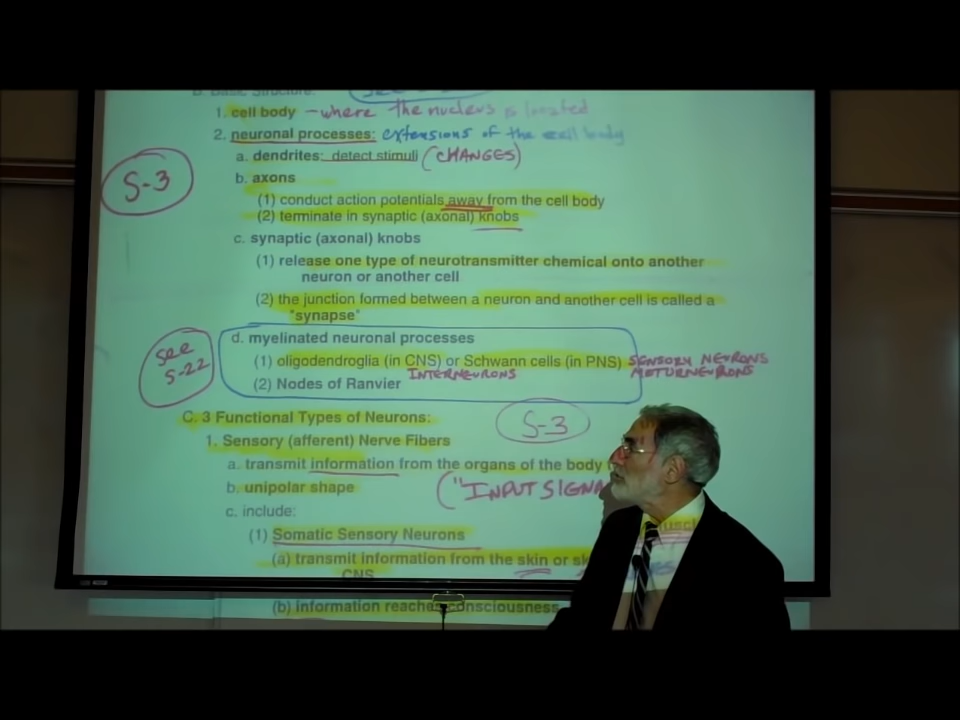 B. Basic Structure:
1. cell body – where the nucleus is located
2. neuronal processes: extensions of the cell body
a. dendrites: detect stimuli (CHANGES)
S-3
b. axons
(1) conduct action potentials away from the cell body
(2) terminate in synaptic (axonal) knobs
c. synaptic (axonal) knobs
(1) release one type of neurotransmitter chemical onto another
neuron or another cell
(2) the junction formed between a neuron and another cell is called a
"synapse"
See
S-22
d. myelinated neuronal processes
(1) oligodendroglia (in CNS) or Schwann cells (in PNS) SENSORY NEURONS
INTERNEURONS MOTORNEURONS
(2) Nodes of Ranvier
C. 3 Functional Types of Neurons:
S-3
1. Sensory (afferent) Nerve Fibers
a. transmit information from the organs of the body
b. unipolar shape
("INPUT SIGNA
c. include:
(1) Somatic Sensory Neurons
(a) transmit information from the skin or sk
CNS
(b) information reaches consciousness